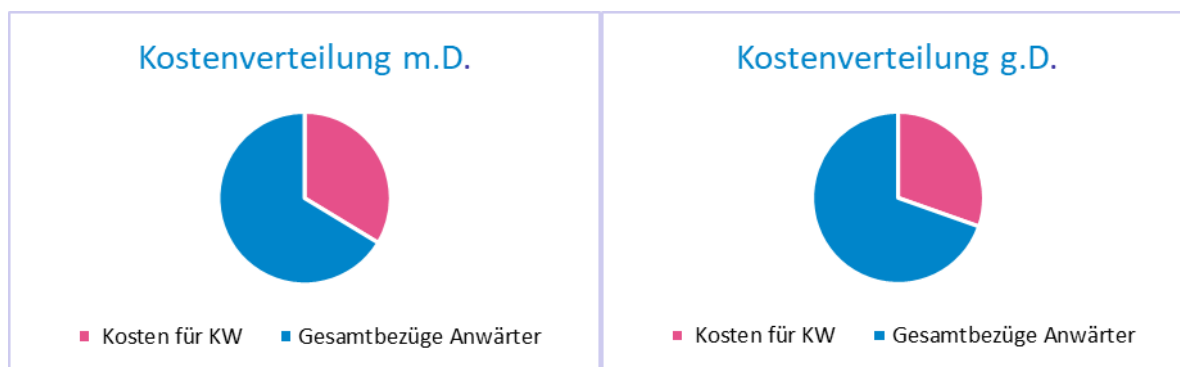 Kostenverteilung m.D.
Kosten für KW
Gesamtbezüge Anwärter
Kostenverteilung g.D.
Kosten für KW
Gesamtbezüge Anwärter